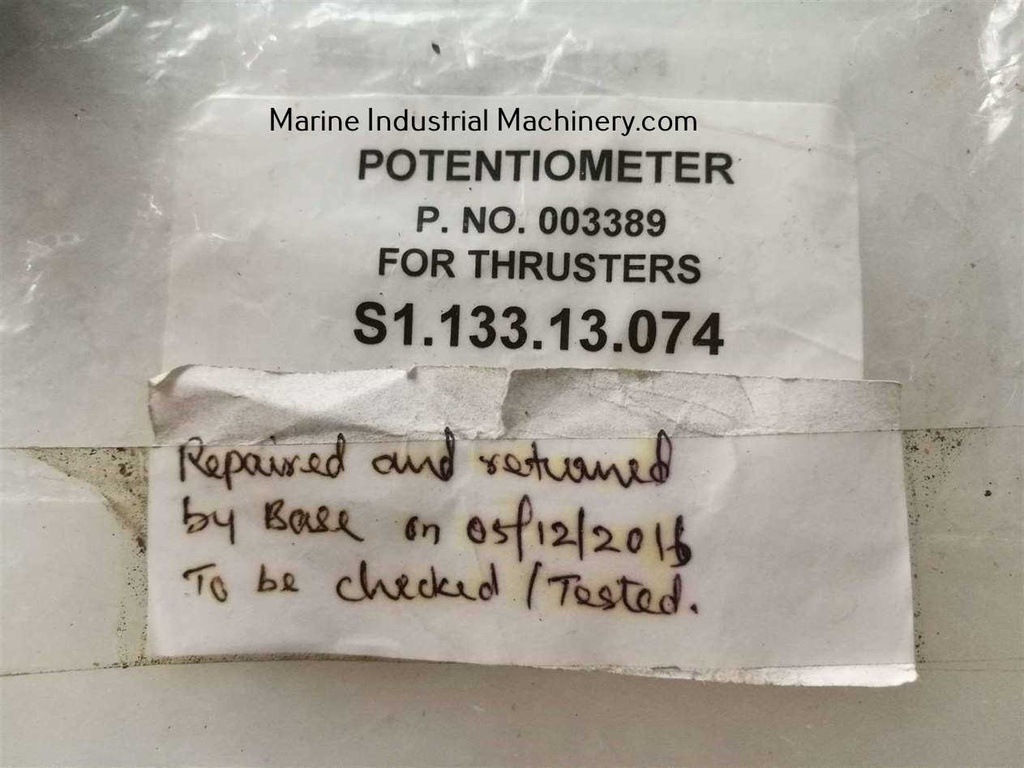 Marine Industrial Machinery.com
POTENTIOMETER
P. NO. 003389
FOR THRUSTERS
S1.133.13.074
Repaired and returned
by Base on 05/12/2016
To be checked / Tested.